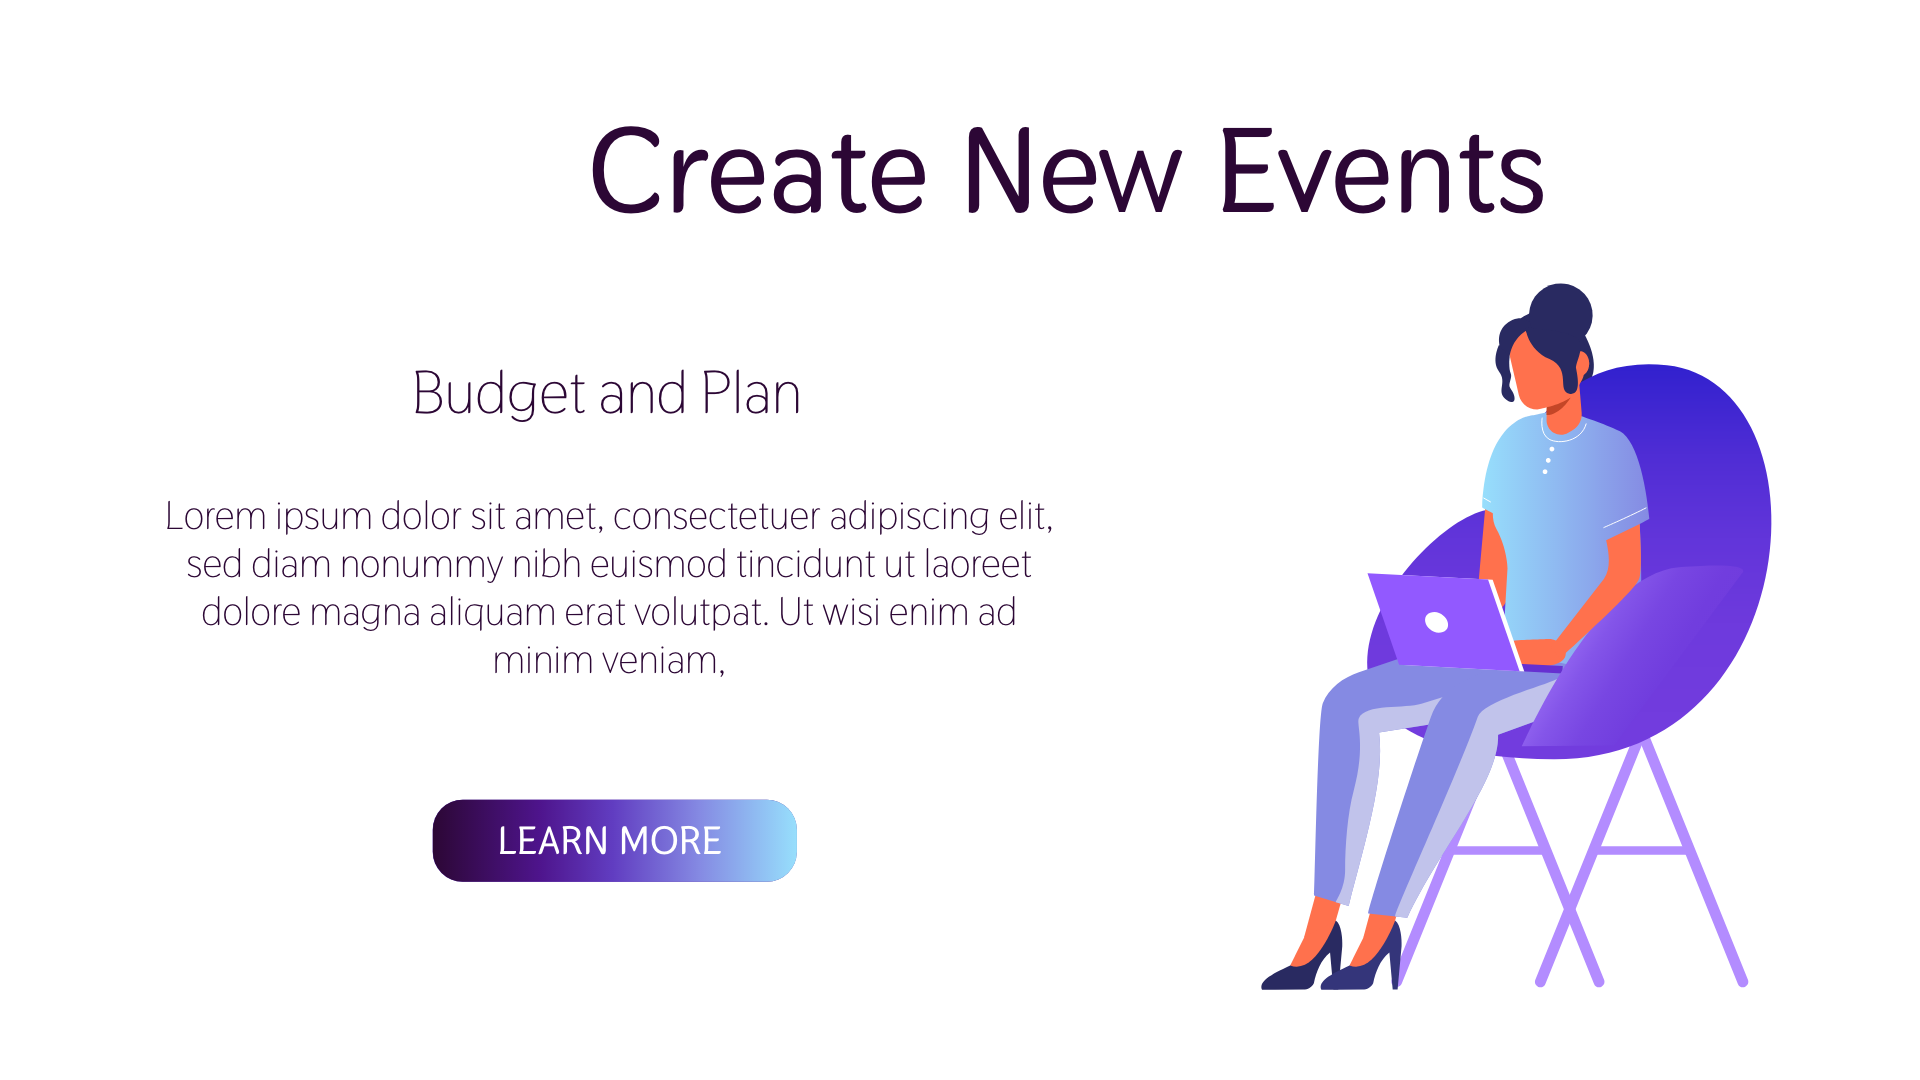 Create New Events
Budget and Plan
Lorem ipsum dolor sit amet, consectetuer adipiscing elit,
sed diam nonummy nibh euismod tincidunt ut laoreet
dolore magna aliquam erat volutpat. Ut wisi enim ad
minim veniam,
LEARN MORE